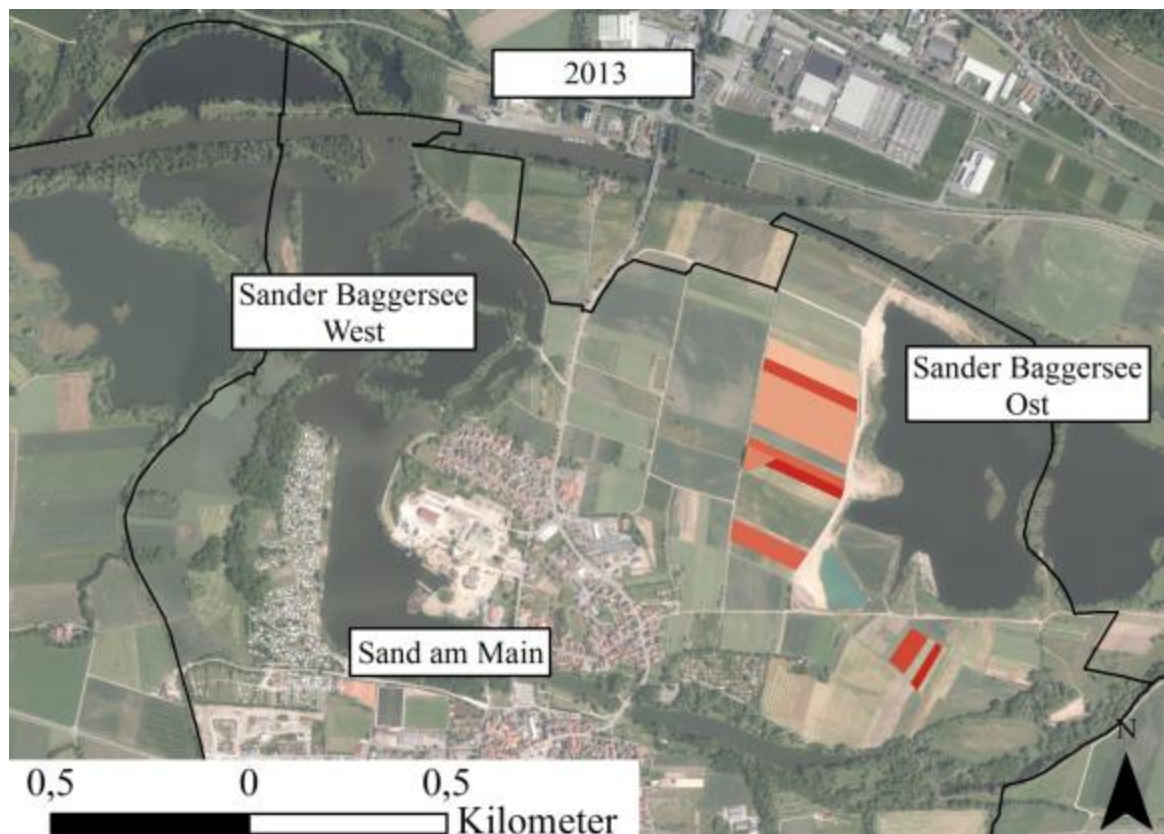 2013
Sander Baggersee
West
Sander Baggersee
Ost
Sand am Main
N
0,5 0 0,5
Kilometer